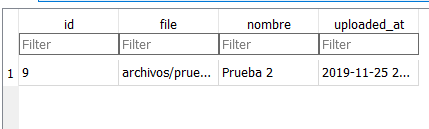 id file nombre uploaded_at
Filter Filter Filter Filter
1 9 archivos/prue... Prueba 2 2019-11-25 2...